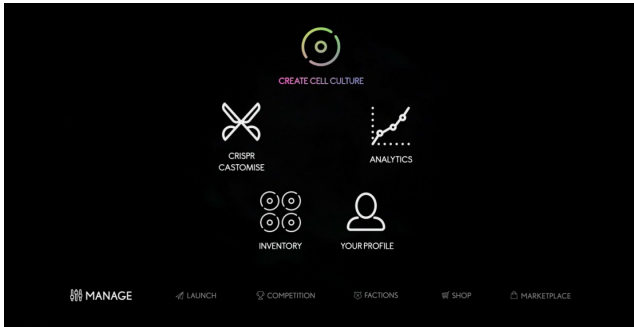 CREATE CELL CULTURE
CRISPR
CASTOMISE
ANALYTICS
INVENTORY
YOUR PROFILE
MANAGE
LAUNCH
COMPETITION
FACTIONS
SHOP
MARKETPLACE